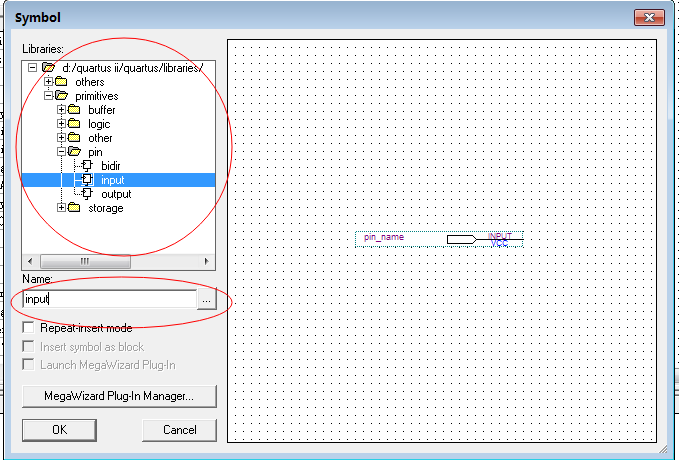 Symbol
Libraries:
d:/quartus ii/quartus/libraries/
others
primitives
buffer
logic
other
pin
bidir
input
output
storage
Name:
input
...
Repeat-insert mode
Insert symbol as block
Launch MegaWizard Plug-In
MegaWizard Plug-In Manager...
OK
Cancel
pin_name
INPUT
VCC